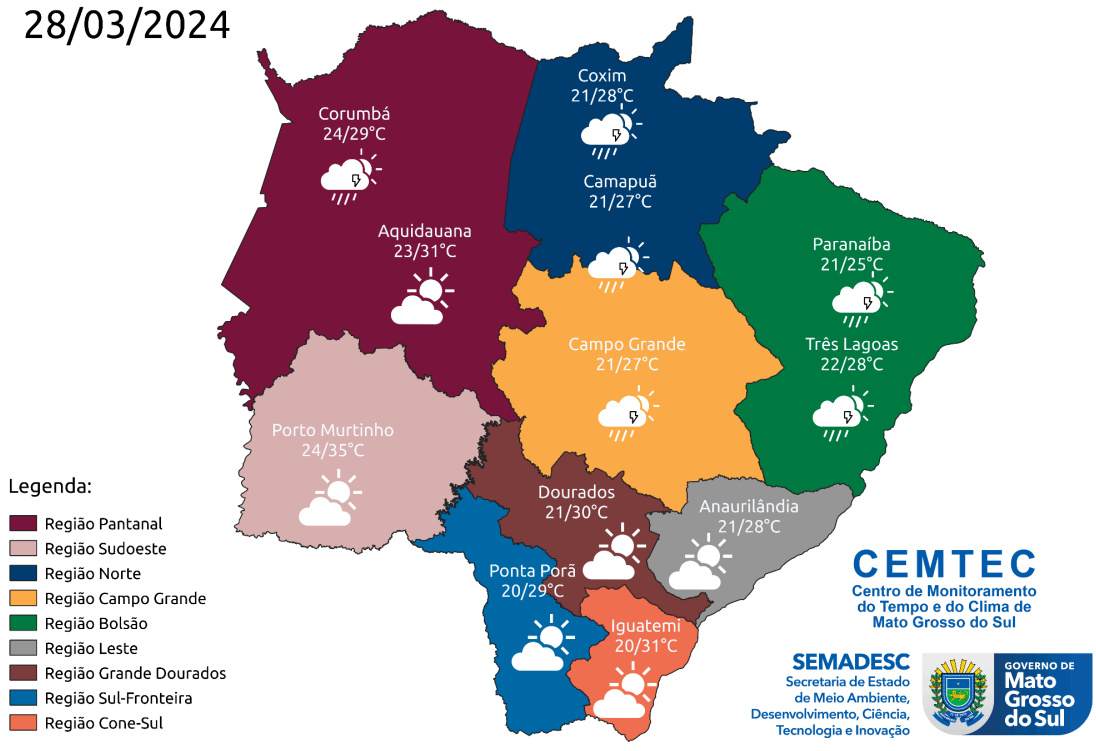 28/03/2024
Coxim
21/28°C
Corumbá
24/29°C
Camapuã
21/27°C
Aquidauana
23/31°C
Paranaíba
21/25°C
Campo Grande
21/27°C
Três Lagoas
22/28°C
Porto Murtinho
24/35°C
Legenda:
Região Pantanal
Região Sudoeste
Região Norte
Região Campo Grande
Região Bolsão
Região Leste
Região Grande Dourados
Região Sul-Fronteira
Região Cone-Sul
Dourados
21/30°C
Anaurilândia
21/28°C
Ponta Porã
20/29°C
Iguatemi
20/31°C
CEMTEC
Centro de Monitoramento
do Tempo e do Clima de
Mato Grosso do Sul
SEMADESC
Secretaria de Estado
de Meio Ambiente,
Desenvolvimento, Ciência,
Tecnologia e Inovação
GOVERNO DE
Mato
Grosso
do Sul